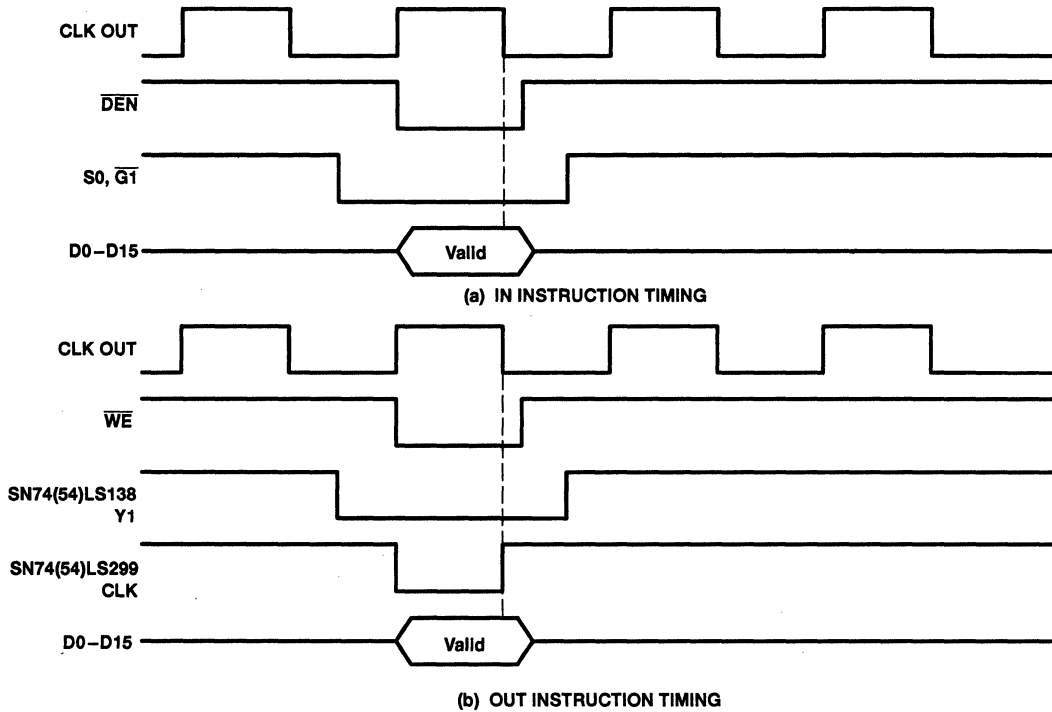 CLK OUT
DEN
S0, G1
D0–D15
Valid
(a) IN INSTRUCTION TIMING
CLK OUT
WE
SN74(54)LS138
Y1
SN74(54)LS299
CLK
D0–D15
Valid
(b) OUT INSTRUCTION TIMING